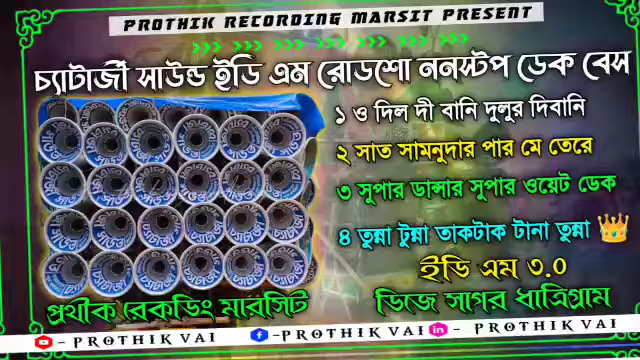 PROTHIK RECORDING MARSIT PRESENT
চ্যাটার্জী সাউন্ড ইডি এম রোডশো ননস্টপ ডেক বেস
১ ও দিল দী বানি দুলুর দিবানি
২ সাত সামনুদার পার মে তেরে
৩ সুপার ডান্সার সুপার ওয়েট ডেক
৪ তুন্না টুন্না তাকটাক টানা তুন্না
ইডি এম ৩.0
প্রথীক রেকডিং মারসিট
ডিজে সাগর ধাত্রিগ্রাম
-PROTHIK VAI
-PROTHIK VAI
- PROTHIK VAI